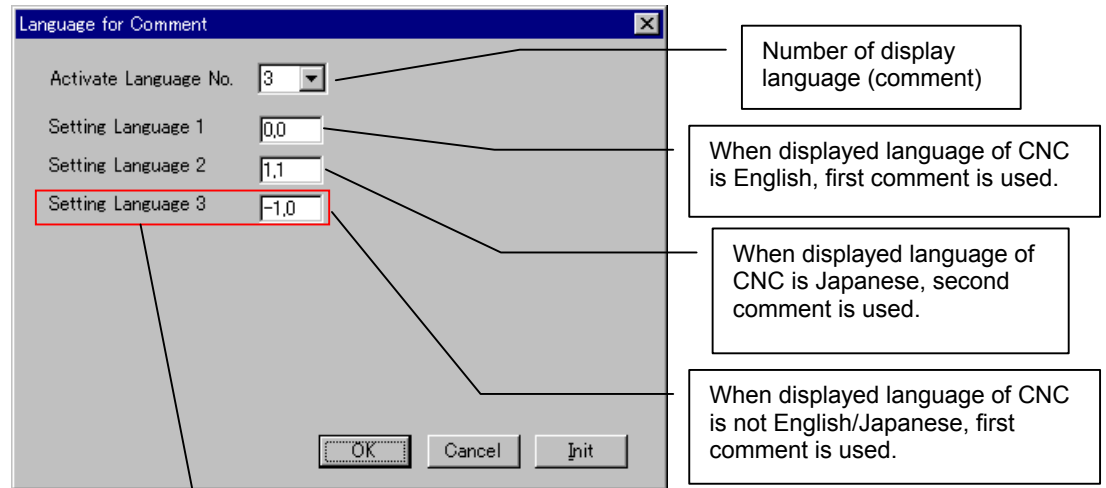 Language for Comment
Activate Language No. 3
Setting Language 1 0,0
Setting Language 2 1,1
Setting Language 3 -1,0
OK Cancel Init
Number of display
language (comment)
When displayed language of CNC
is English, first comment is used.
When displayed language of
CNC is Japanese, second
comment is used.
When displayed language of CNC
is not English/Japanese, first
comment is used.